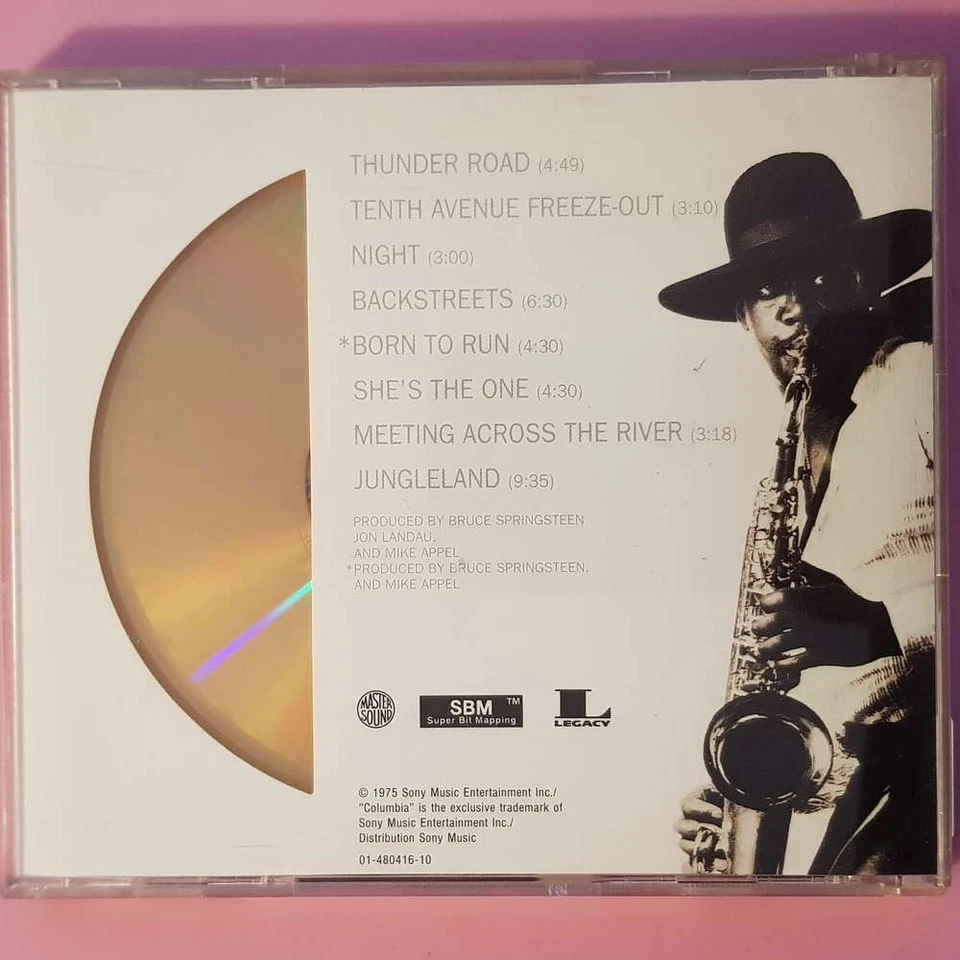 THUNDER ROAD (4:49)
TENTH AVENUE FREEZE-OUT (3:10)
NIGHT (3:00)
BACKSTREETS (6:30)
*BORN TO RUN (4:30)
SHE'S THE ONE (4:30)
MEETING ACROSS THE RIVER (3:18)
JUNGLELAND (9:35)
PRODUCED BY BRUCE SPRINGSTEEN
JON LANDAU,
AND MIKE APPEL
*PRODUCED BY BRUCE SPRINGSTEEN,
AND MIKE APPEL
MASTER
SOUND
SBM™
Super Bit Mapping
L
LEGACY
© 1975 Sony Music Entertainment Inc./
"Columbia" is the exclusive trademark of
Sony Music Entertainment Inc./
Distribution Sony Music
01-480416-10